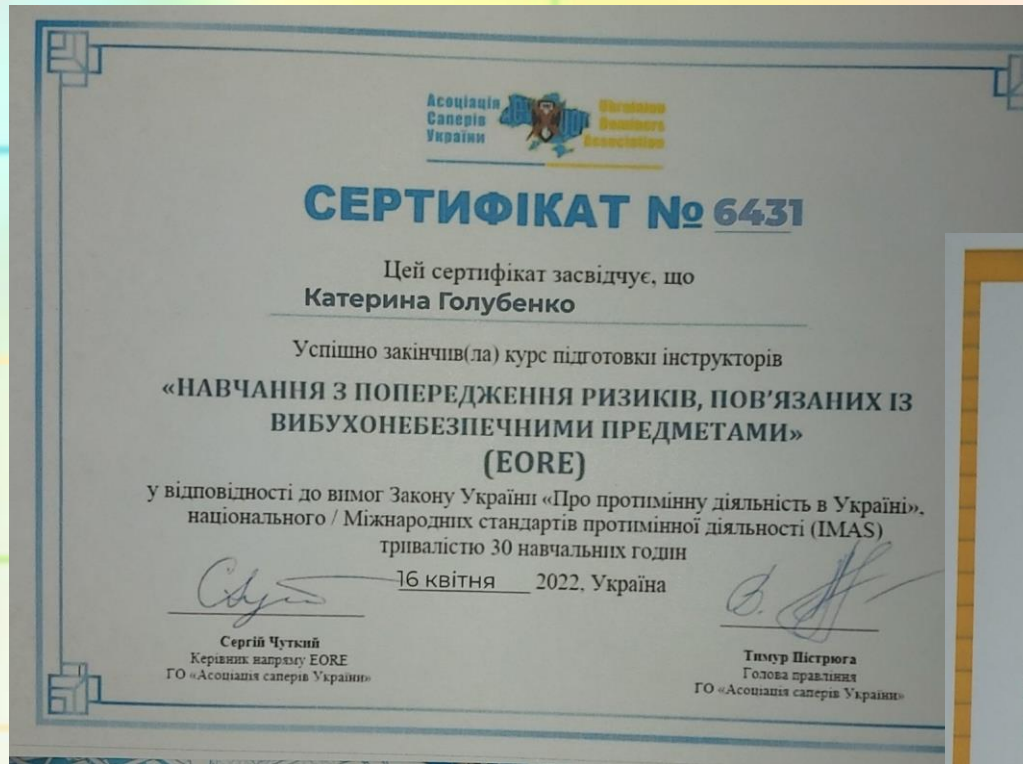 Асоціація
Саперів
України
Ukrainian
Deminers
Association
СЕРТИФІКАТ № 6431
Цей сертифікат засвідчує, що
Катерина Голубенко
Успішно закінчив(ла) курс підготовки інструкторів
«НАВЧАННЯ З ПОПЕРЕДЖЕННЯ РИЗИКІВ, ПОВ’ЯЗАНИХ ІЗ
ВИБУХОНЕБЕЗПЕЧНИМИ ПРЕДМЕТАМИ»
(EORE)
у відповідності до вимог Закону України «Про протимінну діяльність в Україні»,
національного / Міжнародних стандартів протимінної діяльності (IMAS)
тривалістю 30 навчальних годин
16 квітня 2022, Україна
Сергій Чуткий
Керівник напряму EORE
ГО «Асоціація саперів України»
Тимур Пістрюга
Голова правління
ГО «Асоціація саперів України»